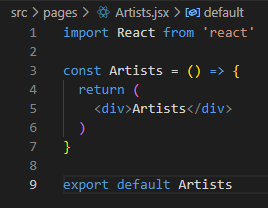 src > pages > Artists.jsx > default
1 import React from 'react'
2
3 const Artists = () => {
4   return (
5     <div>Artists</div>
6   )
7 }
8
9 export default Artists